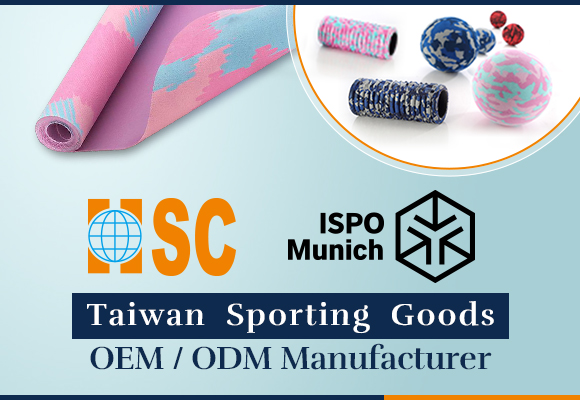 HSC
ISPO
Munich
Taiwan Sporting Goods
OEM / ODM Manufacturer